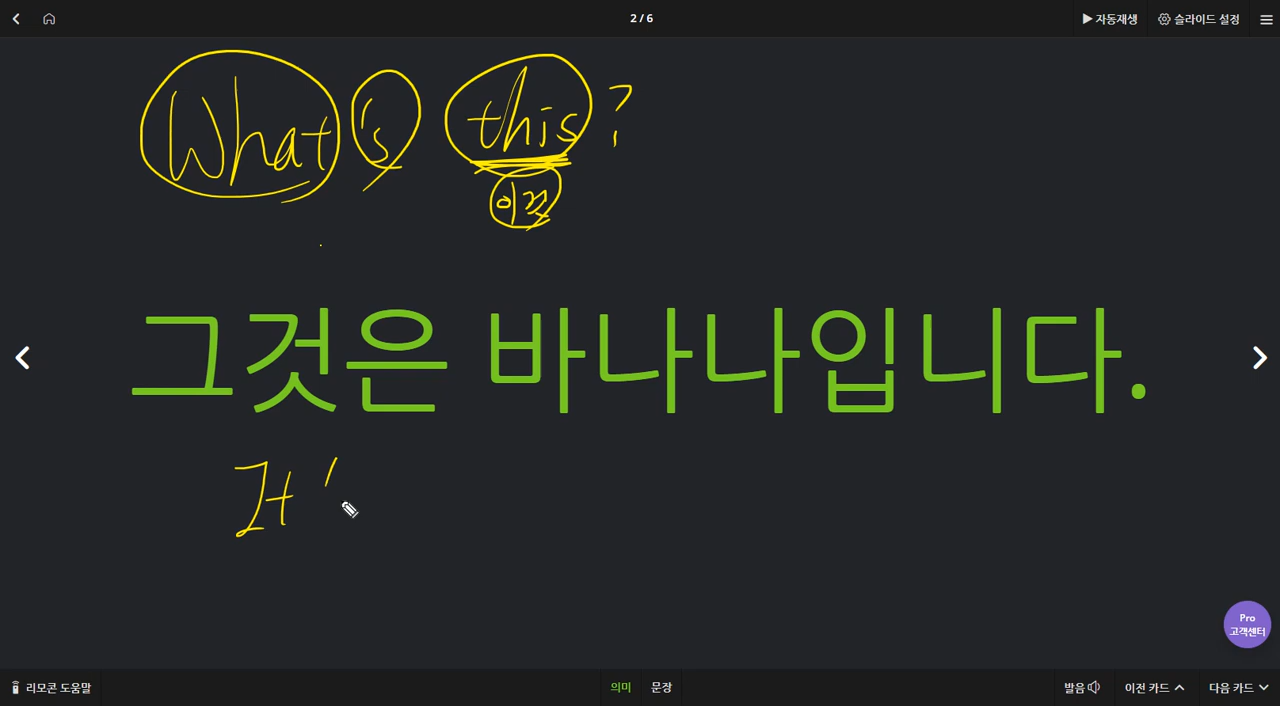 2 / 6
자동재생
슬라이드 설정
What's this?
이것
그것은 바나나입니다.
It '
Pro
고객센터
리모콘 도움말
의미
문장
발음
이전 카드
다음 카드